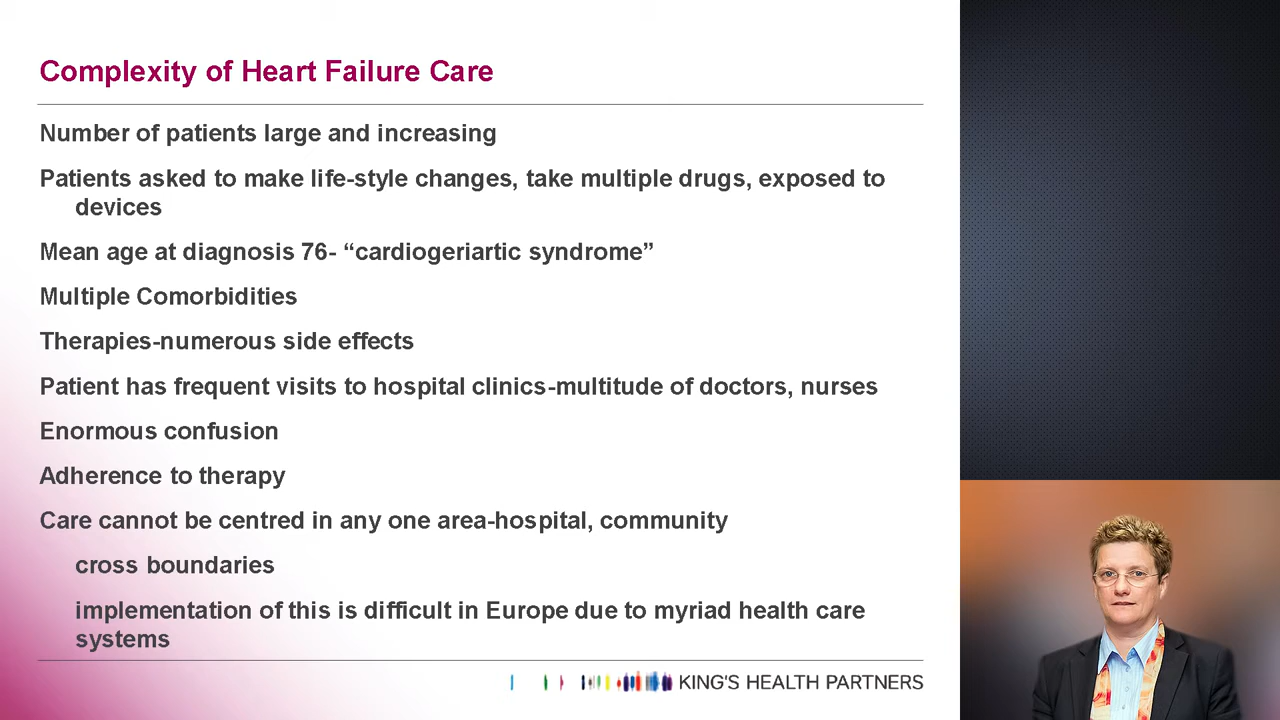 Complexity of Heart Failure Care
Number of patients large and increasing
Patients asked to make life-style changes, take multiple drugs, exposed to
devices
Mean age at diagnosis 76- “cardiogeriartic syndrome”
Multiple Comorbidities
Therapies-numerous side effects
Patient has frequent visits to hospital clinics-multitude of doctors, nurses
Enormous confusion
Adherence to therapy
Care cannot be centred in any one area-hospital, community
cross boundaries
implementation of this is difficult in Europe due to myriad health care
systems
KING'S HEALTH PARTNERS